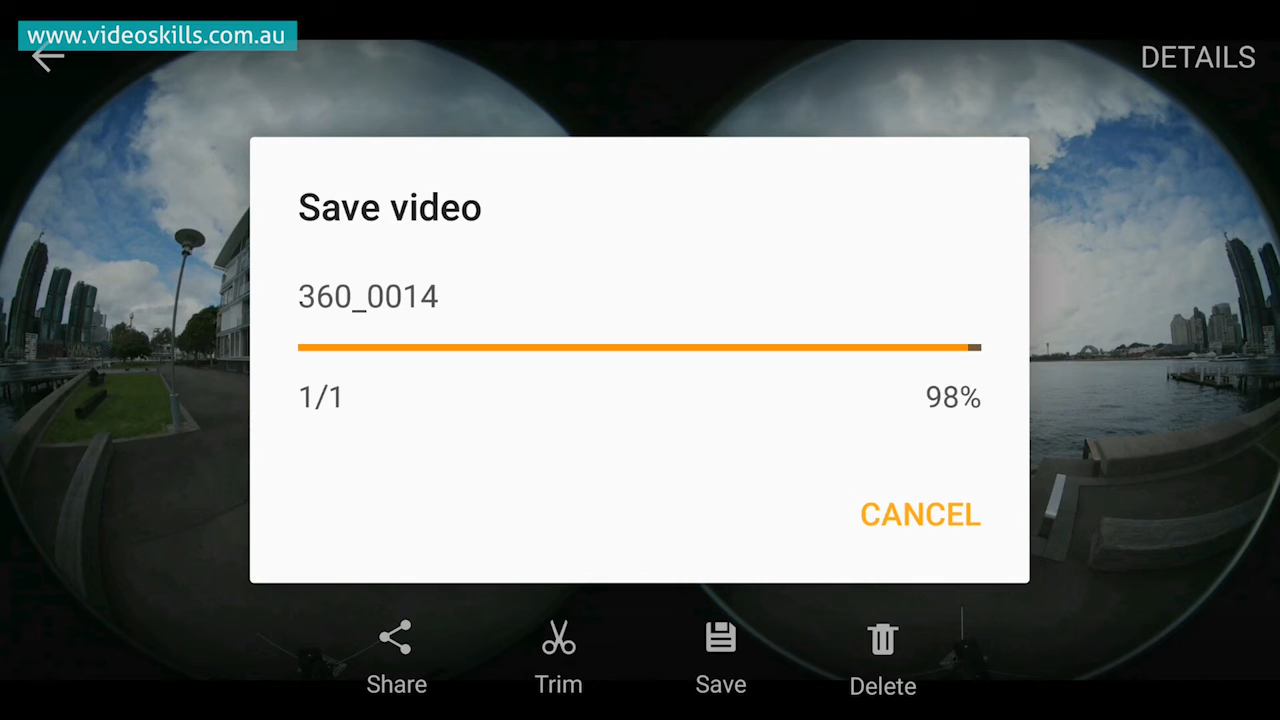 www.videoskills.com.au
DETAILS
Save video
360_0014
1/1
98%
CANCEL
Share
Trim
Save
Delete